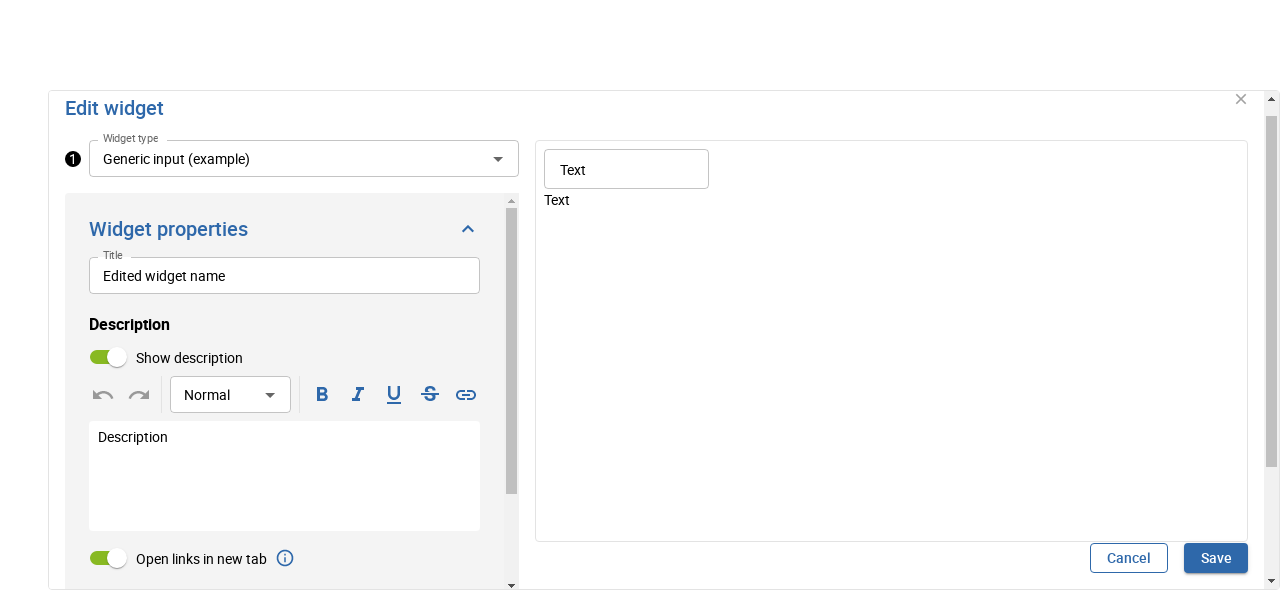 Edit widget
Widget type
1 Generic input (example)
Widget properties
Title
Edited widget name
Description
Show description
Normal B I U S
Description
Open links in new tab
Text
Text
Cancel Save